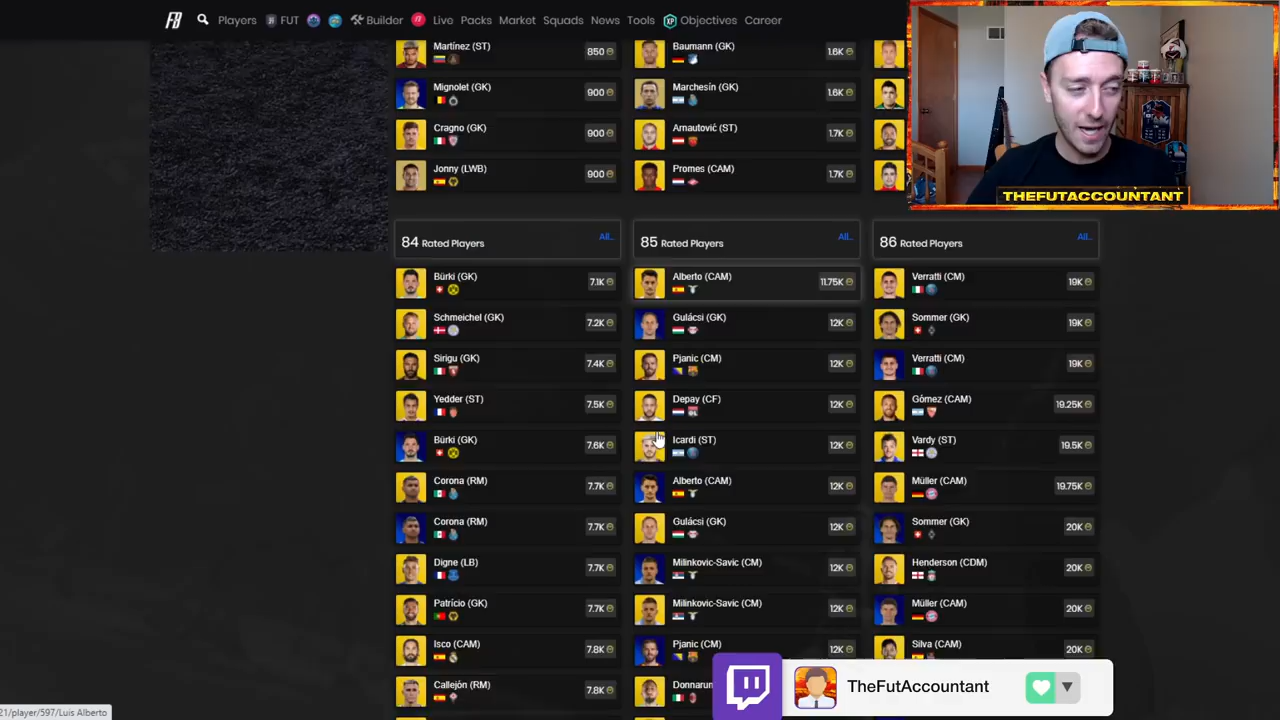 Players FUT Builder Live Packs Market Squads News Tools XP Objectives Career
Martínez (ST) 850
Mignolet (GK) 900
Cragno (GK) 900
Jonny (LWB) 900
Baumann (GK) 1.6K
Marchesín (GK) 1.6K
Arnautović (ST) 1.7K
Promes (CAM) 1.7K
THEFUTACCOUNTANT
84 Rated Players All..
Bürki (GK) 7.1K
Schmeichel (GK) 7.2K
Sirigu (GK) 7.4K
Yedder (ST) 7.5K
Bürki (GK) 7.6K
Corona (RM) 7.7K
Corona (RM) 7.7K
Digne (LB) 7.7K
Patrício (GK) 7.7K
Isco (CAM) 7.8K
Callejón (RM) 7.8K
85 Rated Players All..
Alberto (CAM) 11.75K
Gulácsi (GK) 12K
Pjanic (CM) 12K
Depay (CF) 12K
Icardi (ST) 12K
Alberto (CAM) 12K
Gulácsi (GK) 12K
Milinkovic-Savic (CM) 12K
Milinkovic-Savic (CM) 12K
Pjanic (CM) 12K
Donnarun
86 Rated Players All..
Verratti (CM) 19K
Sommer (GK) 19K
Verratti (CM) 19K
Gómez (CAM) 19.25K
Vardy (ST) 19.5K
Müller (CAM) 19.75K
Sommer (GK) 20K
Henderson (CDM) 20K
Müller (CAM) 20K
Silva (CAM) 20K
TheFutAccountant
21/player/597/Luis Alberto